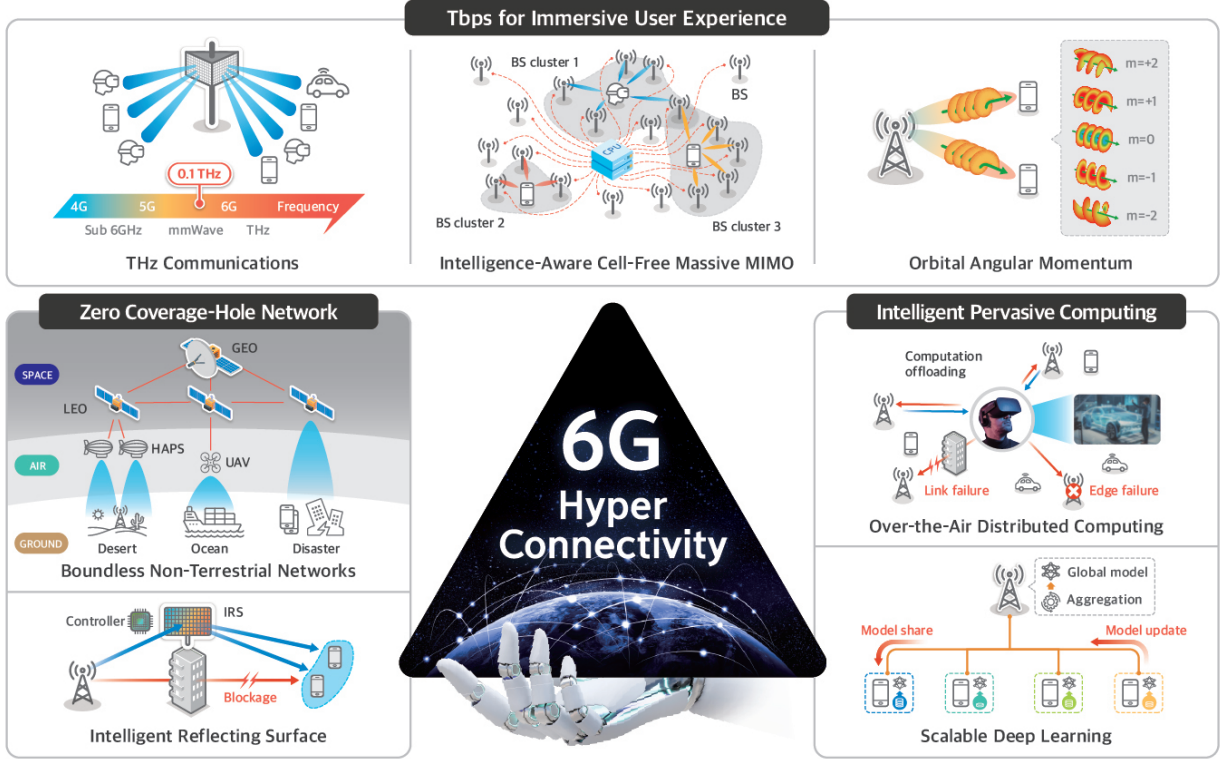 Tbps for Immersive User Experience
0.1 THz
4G 5G 6G Frequency
Sub 6GHz mmWave THz
THz Communications
BS cluster 1
BS
CPU
BS cluster 2
BS cluster 3
Intelligence-Aware Cell-Free Massive MIMO
m=+2
m=+1
m=0
m=-1
m=-2
Orbital Angular Momentum
Zero Coverage-Hole Network
SPACE
GEO
LEO
HAPS
AIR
UAV
GROUND
Desert
Ocean
Disaster
Boundless Non-Terrestrial Networks
Controller
IRS
Blockage
Intelligent Reflecting Surface
6G
Hyper
Connectivity
Intelligent Pervasive Computing
Computation
offloading
Link failure
Edge failure
Over-the-Air Distributed Computing
Global model
Aggregation
Model share
Model update
Scalable Deep Learning